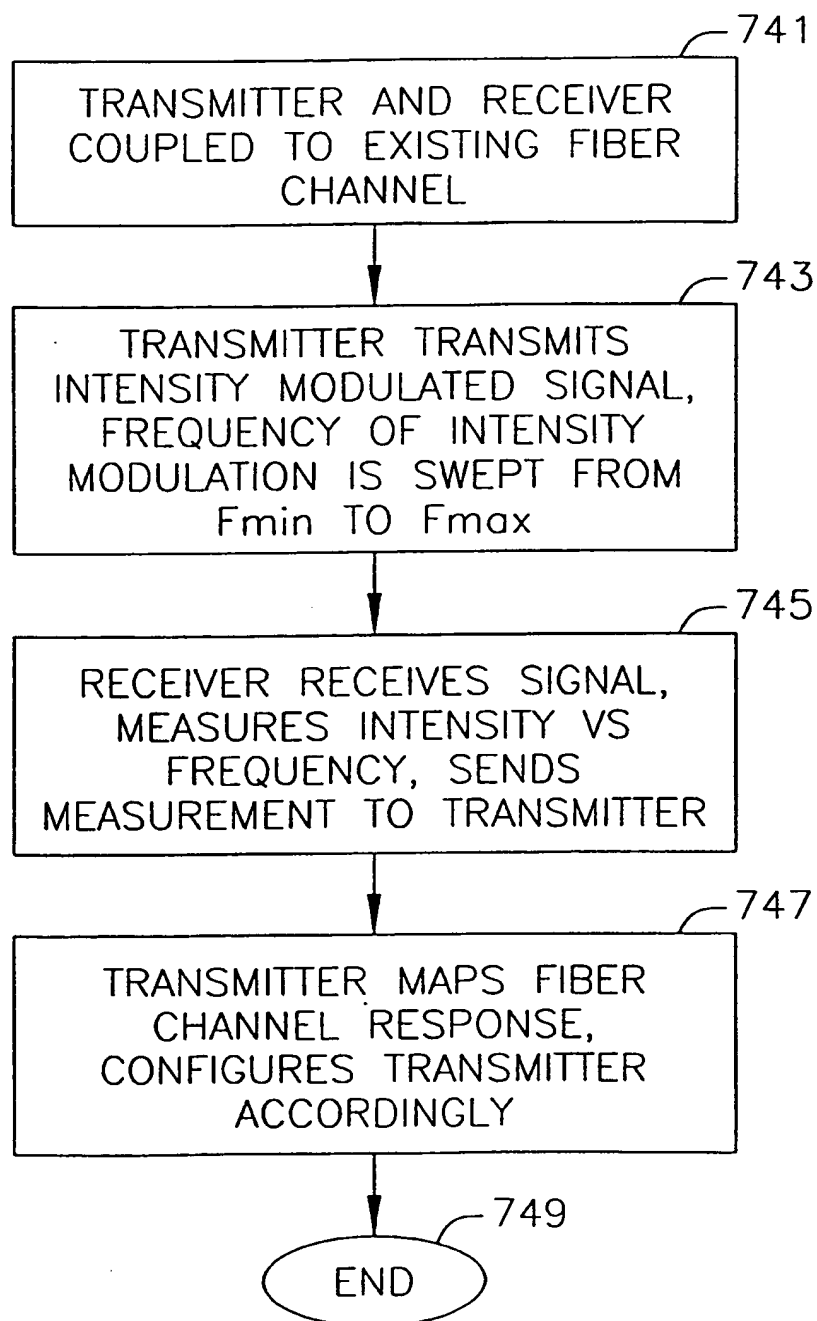 741
TRANSMITTER AND RECEIVER
COUPLED TO EXISTING FIBER
CHANNEL
743
TRANSMITTER TRANSMITS
INTENSITY MODULATED SIGNAL,
FREQUENCY OF INTENSITY
MODULATION IS SWEPT FROM
Fmin TO Fmax
745
RECEIVER RECEIVES SIGNAL,
MEASURES INTENSITY VS
FREQUENCY, SENDS
MEASUREMENT TO TRANSMITTER
747
TRANSMITTER MAPS FIBER
CHANNEL RESPONSE,
CONFIGURES TRANSMITTER
ACCORDINGLY
749
END